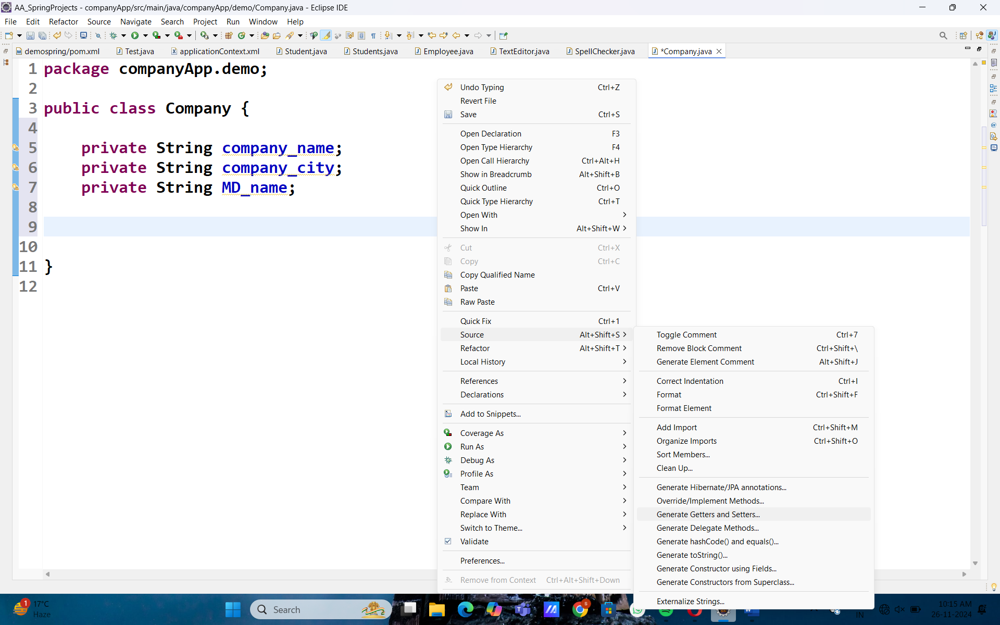 AA_SpringProjects - companyApp/src/main/java/companyApp/demo/Company.java - Eclipse IDE
File Edit Refactor Source Navigate Search Project Run Window Help
demospring/pom.xml Test.java applicationContext.xml Student.java Students.java Employee.java TextEditor.java SpellChecker.java *Company.java
1 package companyApp.demo;
2
3 public class Company {
4
5 private String company_name;
6 private String company_city;
7 private String MD_name;
8
9
10
11 }
12
Undo Typing Ctrl+Z
Revert File
Save Ctrl+S
Open Declaration F3
Open Type Hierarchy F4
Open Call Hierarchy Ctrl+Alt+H
Show in Breadcrumb Alt+Shift+B
Quick Outline Ctrl+O
Quick Type Hierarchy Ctrl+T
Open With
Show In Alt+Shift+W
Cut Ctrl+X
Copy Ctrl+C
Copy Qualified Name
Paste Ctrl+V
Raw Paste
Quick Fix Ctrl+1
Source Alt+Shift+S
Refactor Alt+Shift+T
Local History
References
Declarations
Add to Snippets...
Coverage As
Run As
Debug As
Profile As
Team
Compare With
Replace With
Switch to Theme...
Validate
Preferences...
Remove from Context Ctrl+Alt+Shift+Down
Toggle Comment Ctrl+7
Remove Block Comment Ctrl+Shift+\
Generate Element Comment Alt+Shift+J
Correct Indentation Ctrl+I
Format Ctrl+Shift+F
Format Element
Add Import Ctrl+Shift+M
Organize Imports Ctrl+Shift+O
Sort Members...
Clean Up...
Generate Hibernate/JPA annotations...
Override/Implement Methods...
Generate Getters and Setters...
Generate Delegate Methods...
Generate hashCode() and equals()...
Generate toString()...
Generate Constructor using Fields...
Generate Constructors from Superclass...
Externalize Strings...
1
17°C
Haze
Search
IN
10:15 AM
26-11-2024